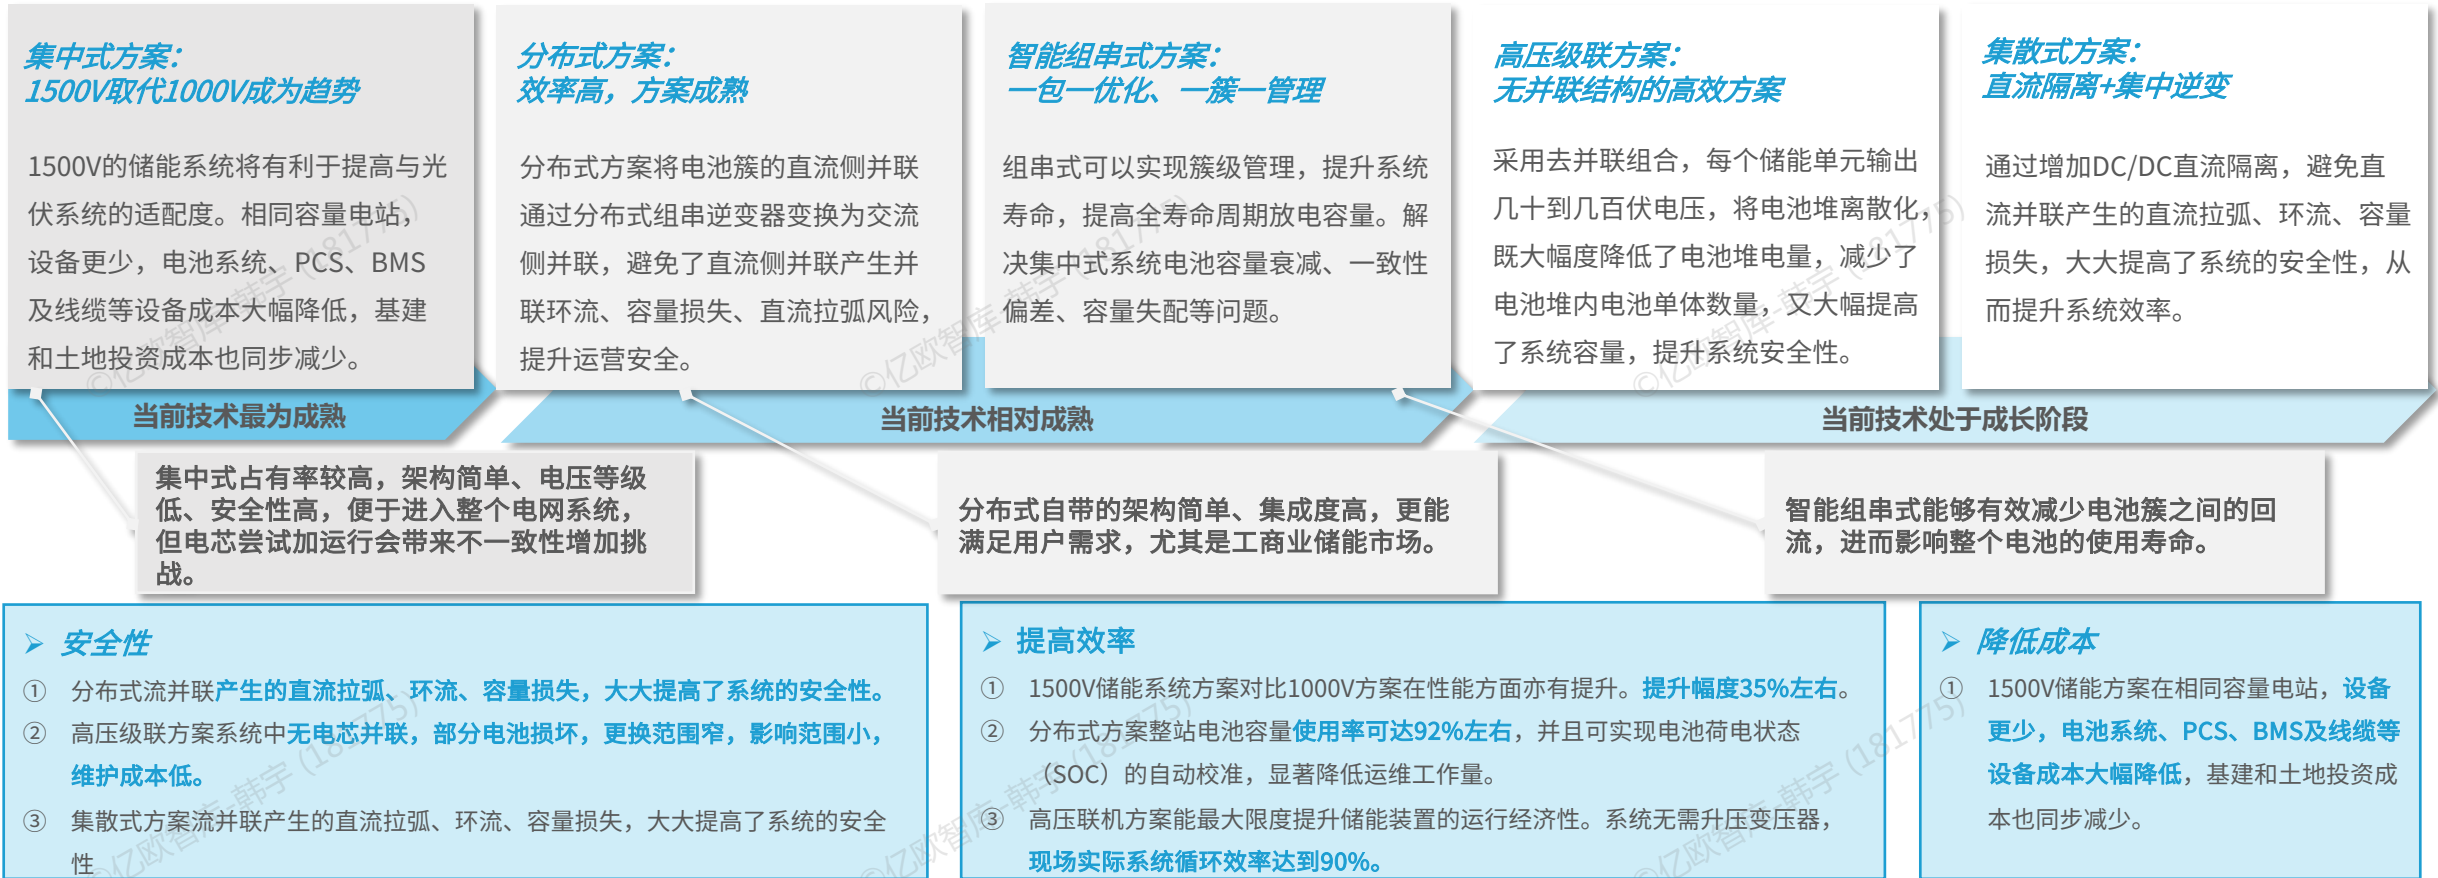 集中式方案：
1500V取代1000V成为趋势
1500V的储能系统将有利于提高与光
伏系统的适配度。相同容量电站，
设备更少，电池系统、PCS、BMS
及线缆等设备成本大幅降低，基建
和土地投资成本也同步减少。
分布式方案：
效率高，方案成熟
分布式方案将电池簇的直流侧并联
通过分布式组串逆变器变换为交流
侧并联，避免了直流侧并联产生并
联环流、容量损失、直流拉弧风险，
提升运营安全。
智能组串式方案：
一包一优化、一簇一管理
组串式可以实现簇级管理，提升系统
寿命，提高全寿命周期放电容量。解
决集中式系统电池容量衰减、一致性
偏差、容量失配等问题。
高压级联方案：
无并联结构的高效方案
采用去并联组合，每个储能单元输出
几十到几百伏电压，将电池堆离散化，
既大幅度降低了电池堆电量，减少了
电池堆内电池单体数量，又大幅提高
了系统容量，提升系统安全性。
集散式方案：
直流隔离+集中逆变
通过增加DC/DC直流隔离，避免直
流并联产生的直流拉弧、环流、容量
损失，大大提高了系统的安全性，从
而提升系统效率。
当前技术最为成熟
当前技术相对成熟
当前技术处于成长阶段
集中式占有率较高，架构简单、电压等级
低、安全性高，便于进入整个电网系统，
但电芯尝试加运行会带来不一致性增加挑
战。
分布式自带的架构简单、集成度高，更能
满足用户需求，尤其是工商业储能市场。
智能组串式能够有效减少电池簇之间的回
流，进而影响整个电池的使用寿命。
➢ 安全性
① 分布式流并联产生的直流拉弧、环流、容量损失，大大提高了系统的安全性。
② 高压级联方案系统中无电芯并联，部分电池损坏，更换范围窄，影响范围小，
维护成本低。
③ 集散式方案流并联产生的直流拉弧、环流、容量损失，大大提高了系统的安全
性
➢ 提高效率
① 1500V储能系统方案对比1000V方案在性能方面亦有提升。提升幅度35%左右。
② 分布式方案整站电池容量使用率可达92%左右，并且可实现电池荷电状态
（SOC）的自动校准，显著降低运维工作量。
③ 高压联机方案能最大限度提升储能装置的运行经济性。系统无需升压变压器，
现场实际系统循环效率达到90%。
➢ 降低成本
① 1500V储能方案在相同容量电站，设备
更少，电池系统、PCS、BMS及线缆等
设备成本大幅降低，基建和土地投资成
本也同步减少。
©亿欧智库-韩宇 (181775)
©亿欧智库-韩宇 (181775)
©亿欧智库-韩宇 (181775)
©亿欧智库-韩宇 (181775)
©亿欧智库-韩宇 (181775)
©亿欧智库-韩宇 (181775)